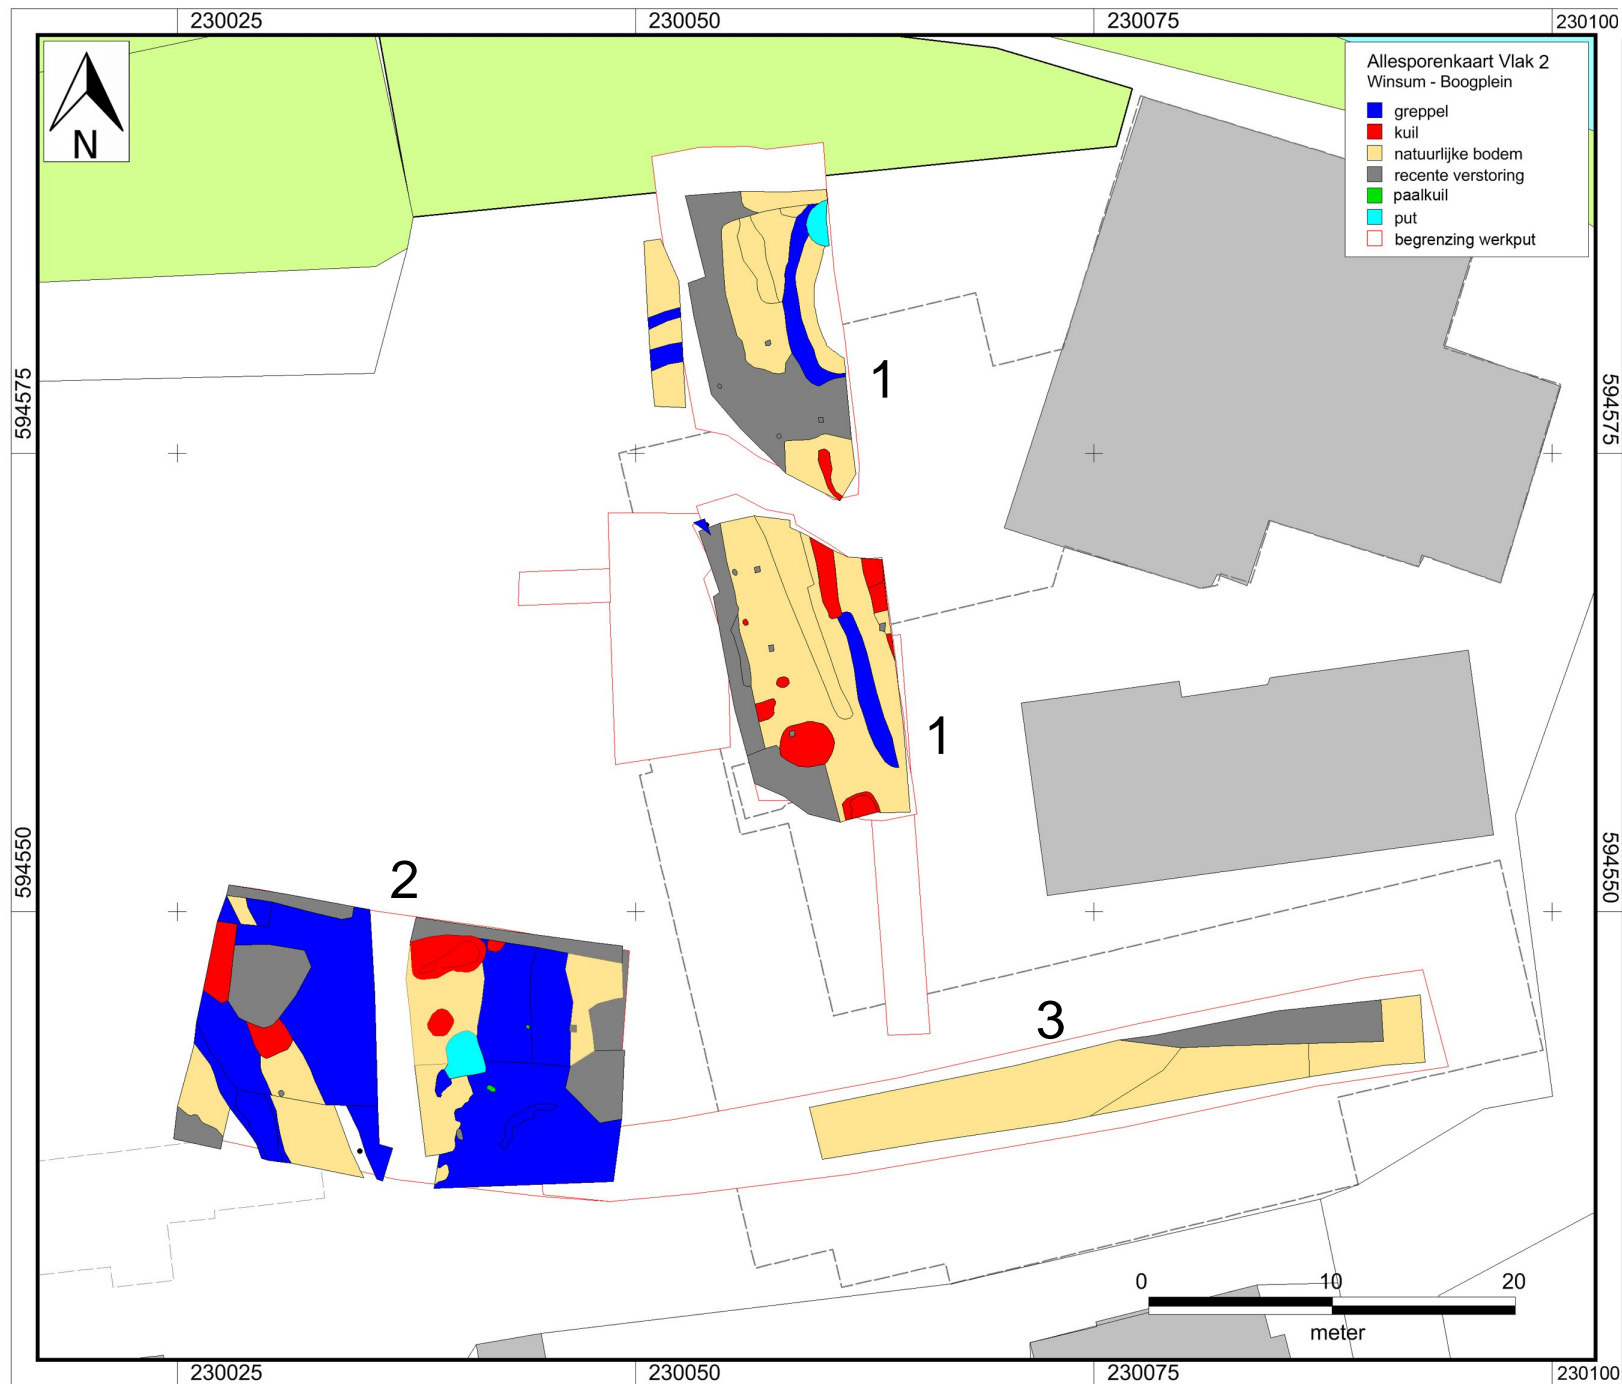 230025
230050
230075
230100
Allesporenkaart Vlak 2
Winsum - Boogplein
greppel
kuil
natuurlijke bodem
recente verstoring
paalkuil
put
begrenzing werkput
N
594575
594575
1
1
594550
594550
2
3
0 10 20
meter
230025
230050
230075
230100